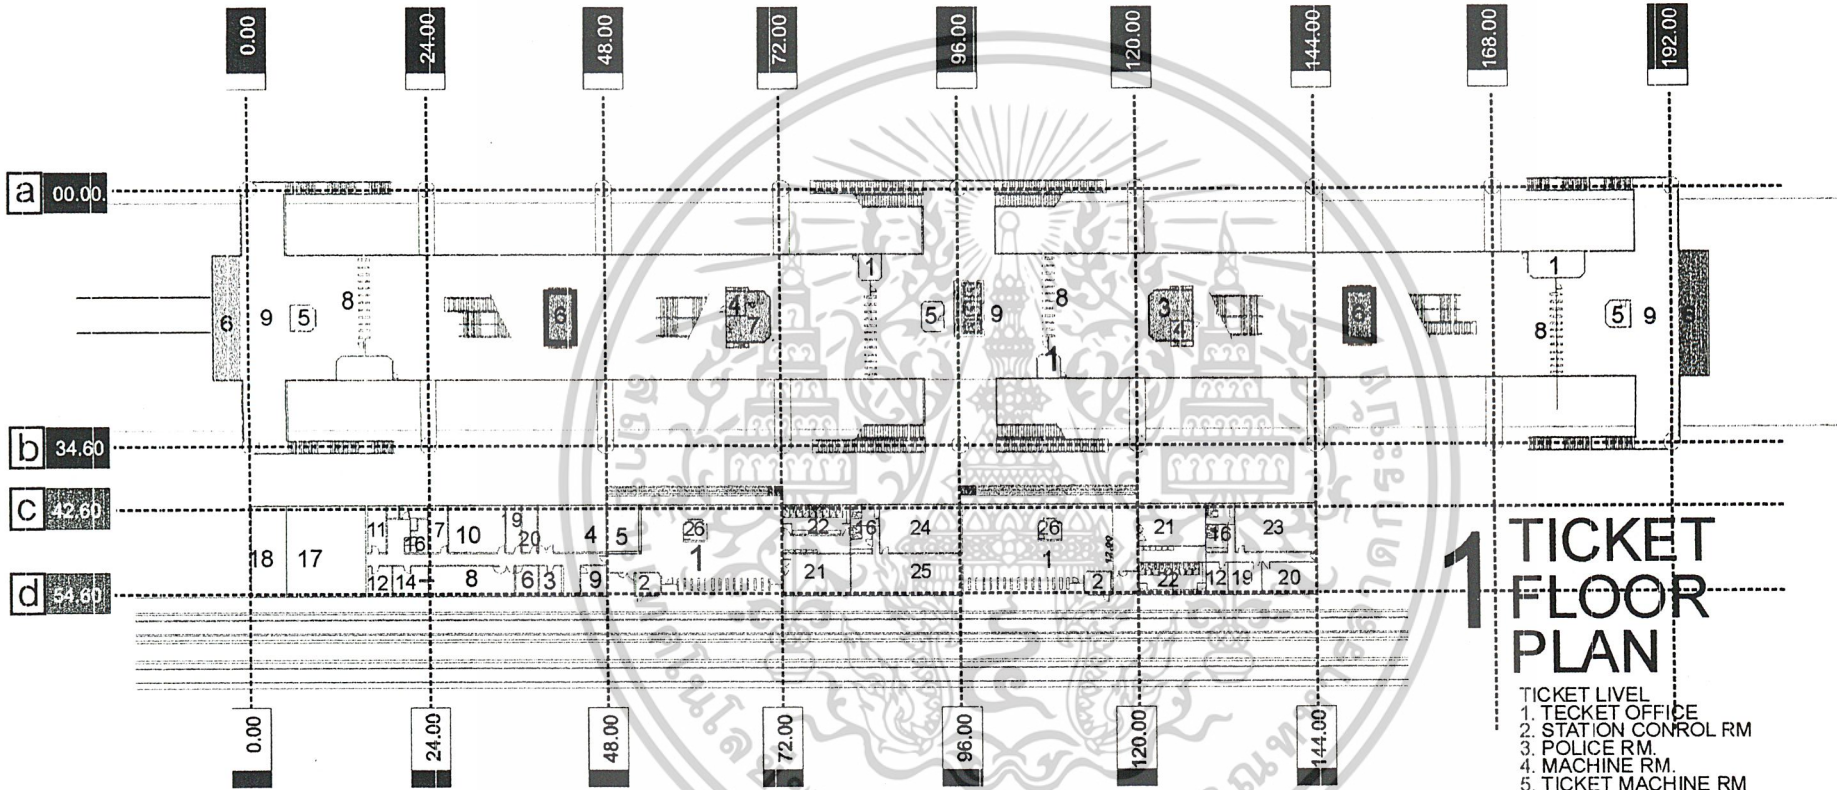 0.00 24.00 48.00 72.00 96.00 120.00 144.00 168.00 192.00
a 00.00.
1 1
6 9 5 8 6 4 7 5 9 8 3 4 6 8 5 9 6
1
b 34.60
c 42.60
11 16 7 10 19 20 4 5 26 22 16 24 26 21 16 23
18 17 1 1 12.00
12 14 8 6 3 9 2 21 25 2 22 12 19 20
d 54.60
0.00 24.00 48.00 72.00 96.00 120.00 144.00
1 TICKET
FLOOR
PLAN
TICKET LIVEL
1. TECKET OFFICE
2. STATION CONROL RM
3. POLICE RM.
4. MACHINE RM.
5. TICKET MACHINE RM